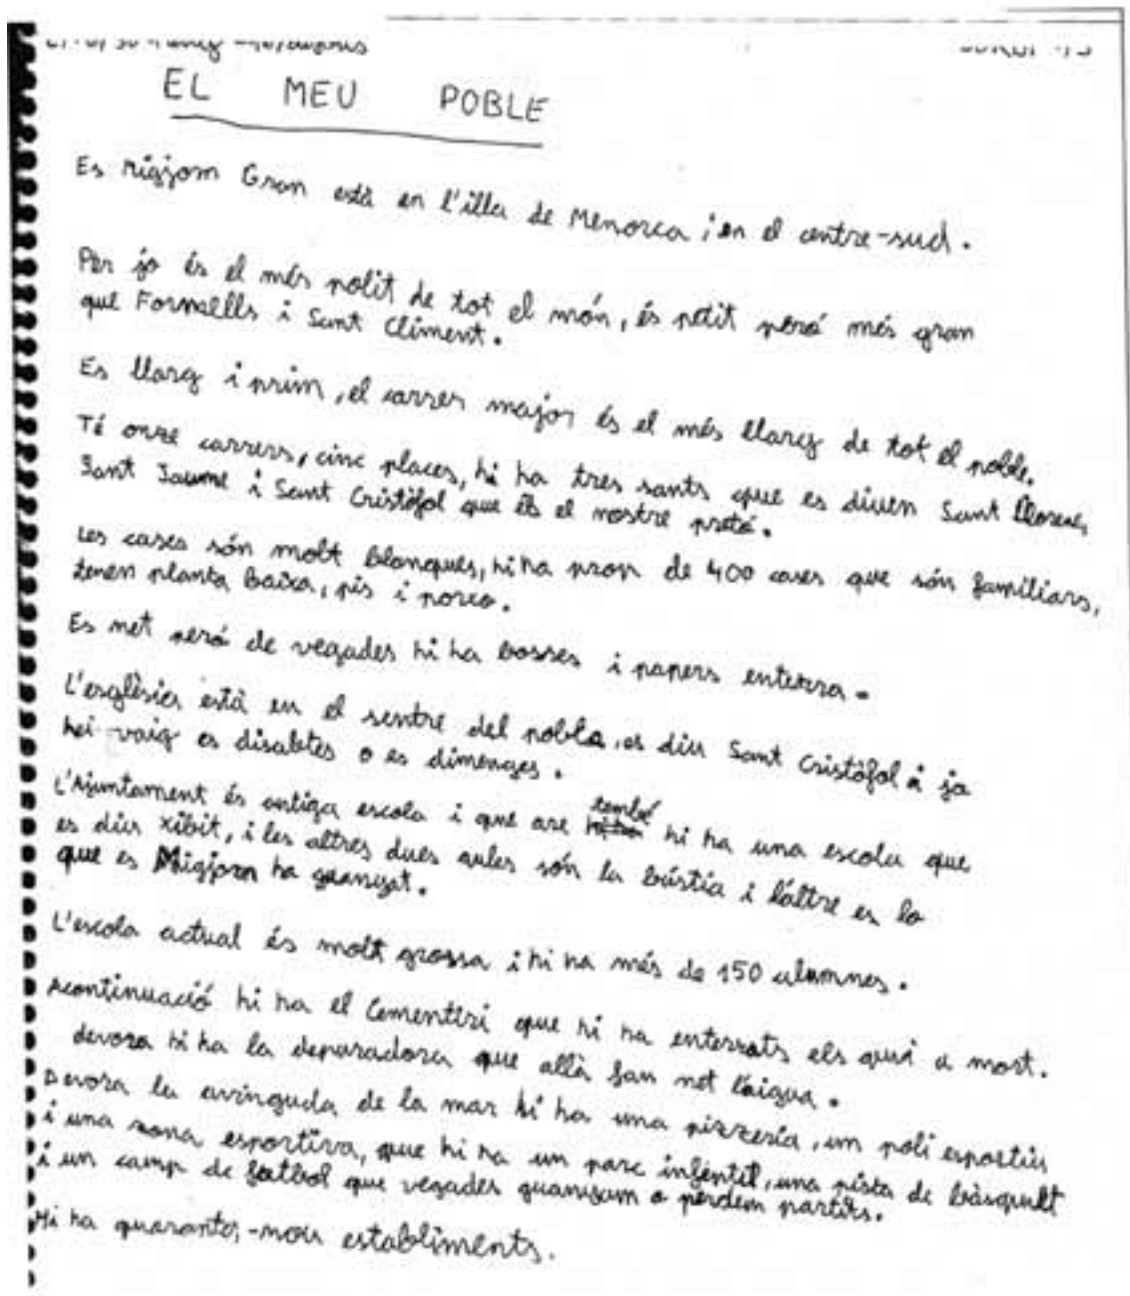 EL MEU POBLE
Es Migjorn Gran està en l'illa de Menorca i en el centre-sud.
Per jo és el més polit de tot el món, és petit peró més gran
que Fornells i Sant Climent.
Es llarg i prim, el carrer major és el més llarg de tot el poble.
Té onze carrers, cinc places, hi ha tres sants que es diuen Sant Llorenç,
Sant Jaume i Sant Cristòfol que és el nostre patró.
Les cases són molt blanques, hi ha prop de 400 cases que són familiars,
tenen planta baixa, pis i porxo.
Es net peró de vegades hi ha bosses i papers enterra.
L'esglèsia està en el sentre del pobla, es diu Sant Cristòfol i jo
hei vaig es disabtes o es dimenges.
L'Ajuntament és antiga escola i que are també hi ha una escola que
es diu Xibit, i les altres dues aules són la bústia i l'altre es lo
que es Migjorn ha guanyat.
L'escola actual és molt grossa i hi ha més de 150 alumnes.
Acontinuació hi ha el Cementiri que hi ha enterrats els qui a mort.
devora hi ha la depuradora que allà fan net l'aigua.
Devora la avinguda de la mar hi ha una pizzeria, un poli esportiu
i una zona esportiva, que hi ha un parc infentil, una pista de bàsquelt
i un camp de futbol que vegades guanyam o perdem partits.
Hi ha quaranta-nou establiments.